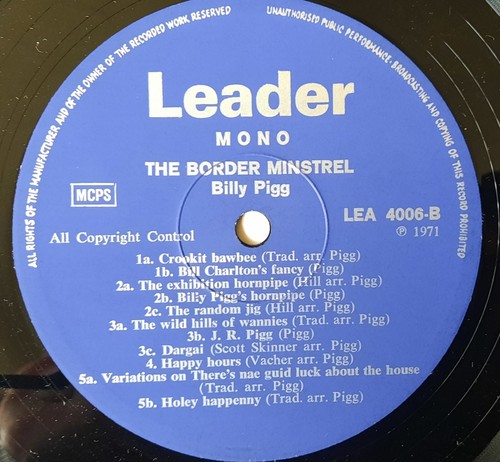 ALL RIGHTS OF THE MANUFACTURER AND OF THE OWNER OF THE RECORDED WORK RESERVED
UNAUTHORISED PUBLIC PERFORMANCE, BROADCASTING AND COPYING OF THIS RECORD PROHIBITED
Leader
MONO
THE BORDER MINSTREL
Billy Pigg
MCPS
LEA 4006-B
℗ 1971
All Copyright Control
1a. Crookit bawbee (Trad. arr. Pigg)
1b. Bill Charlton's fancy (Pigg)
2a. The exhibition hornpipe (Hill arr. Pigg)
2b. Billy Pigg's hornpipe (Pigg)
2c. The random jig (Hill arr. Pigg)
3a. The wild hills of wannies (Trad. arr. Pigg)
3b. J. R. Pigg (Pigg)
3c. Dargai (Scott Skinner arr. Pigg)
4. Happy hours (Vacher arr. Pigg)
5a. Variations on There's nae guid luck about the house
(Trad. arr. Pigg)
5b. Holey happenny (Trad. arr. Pigg)